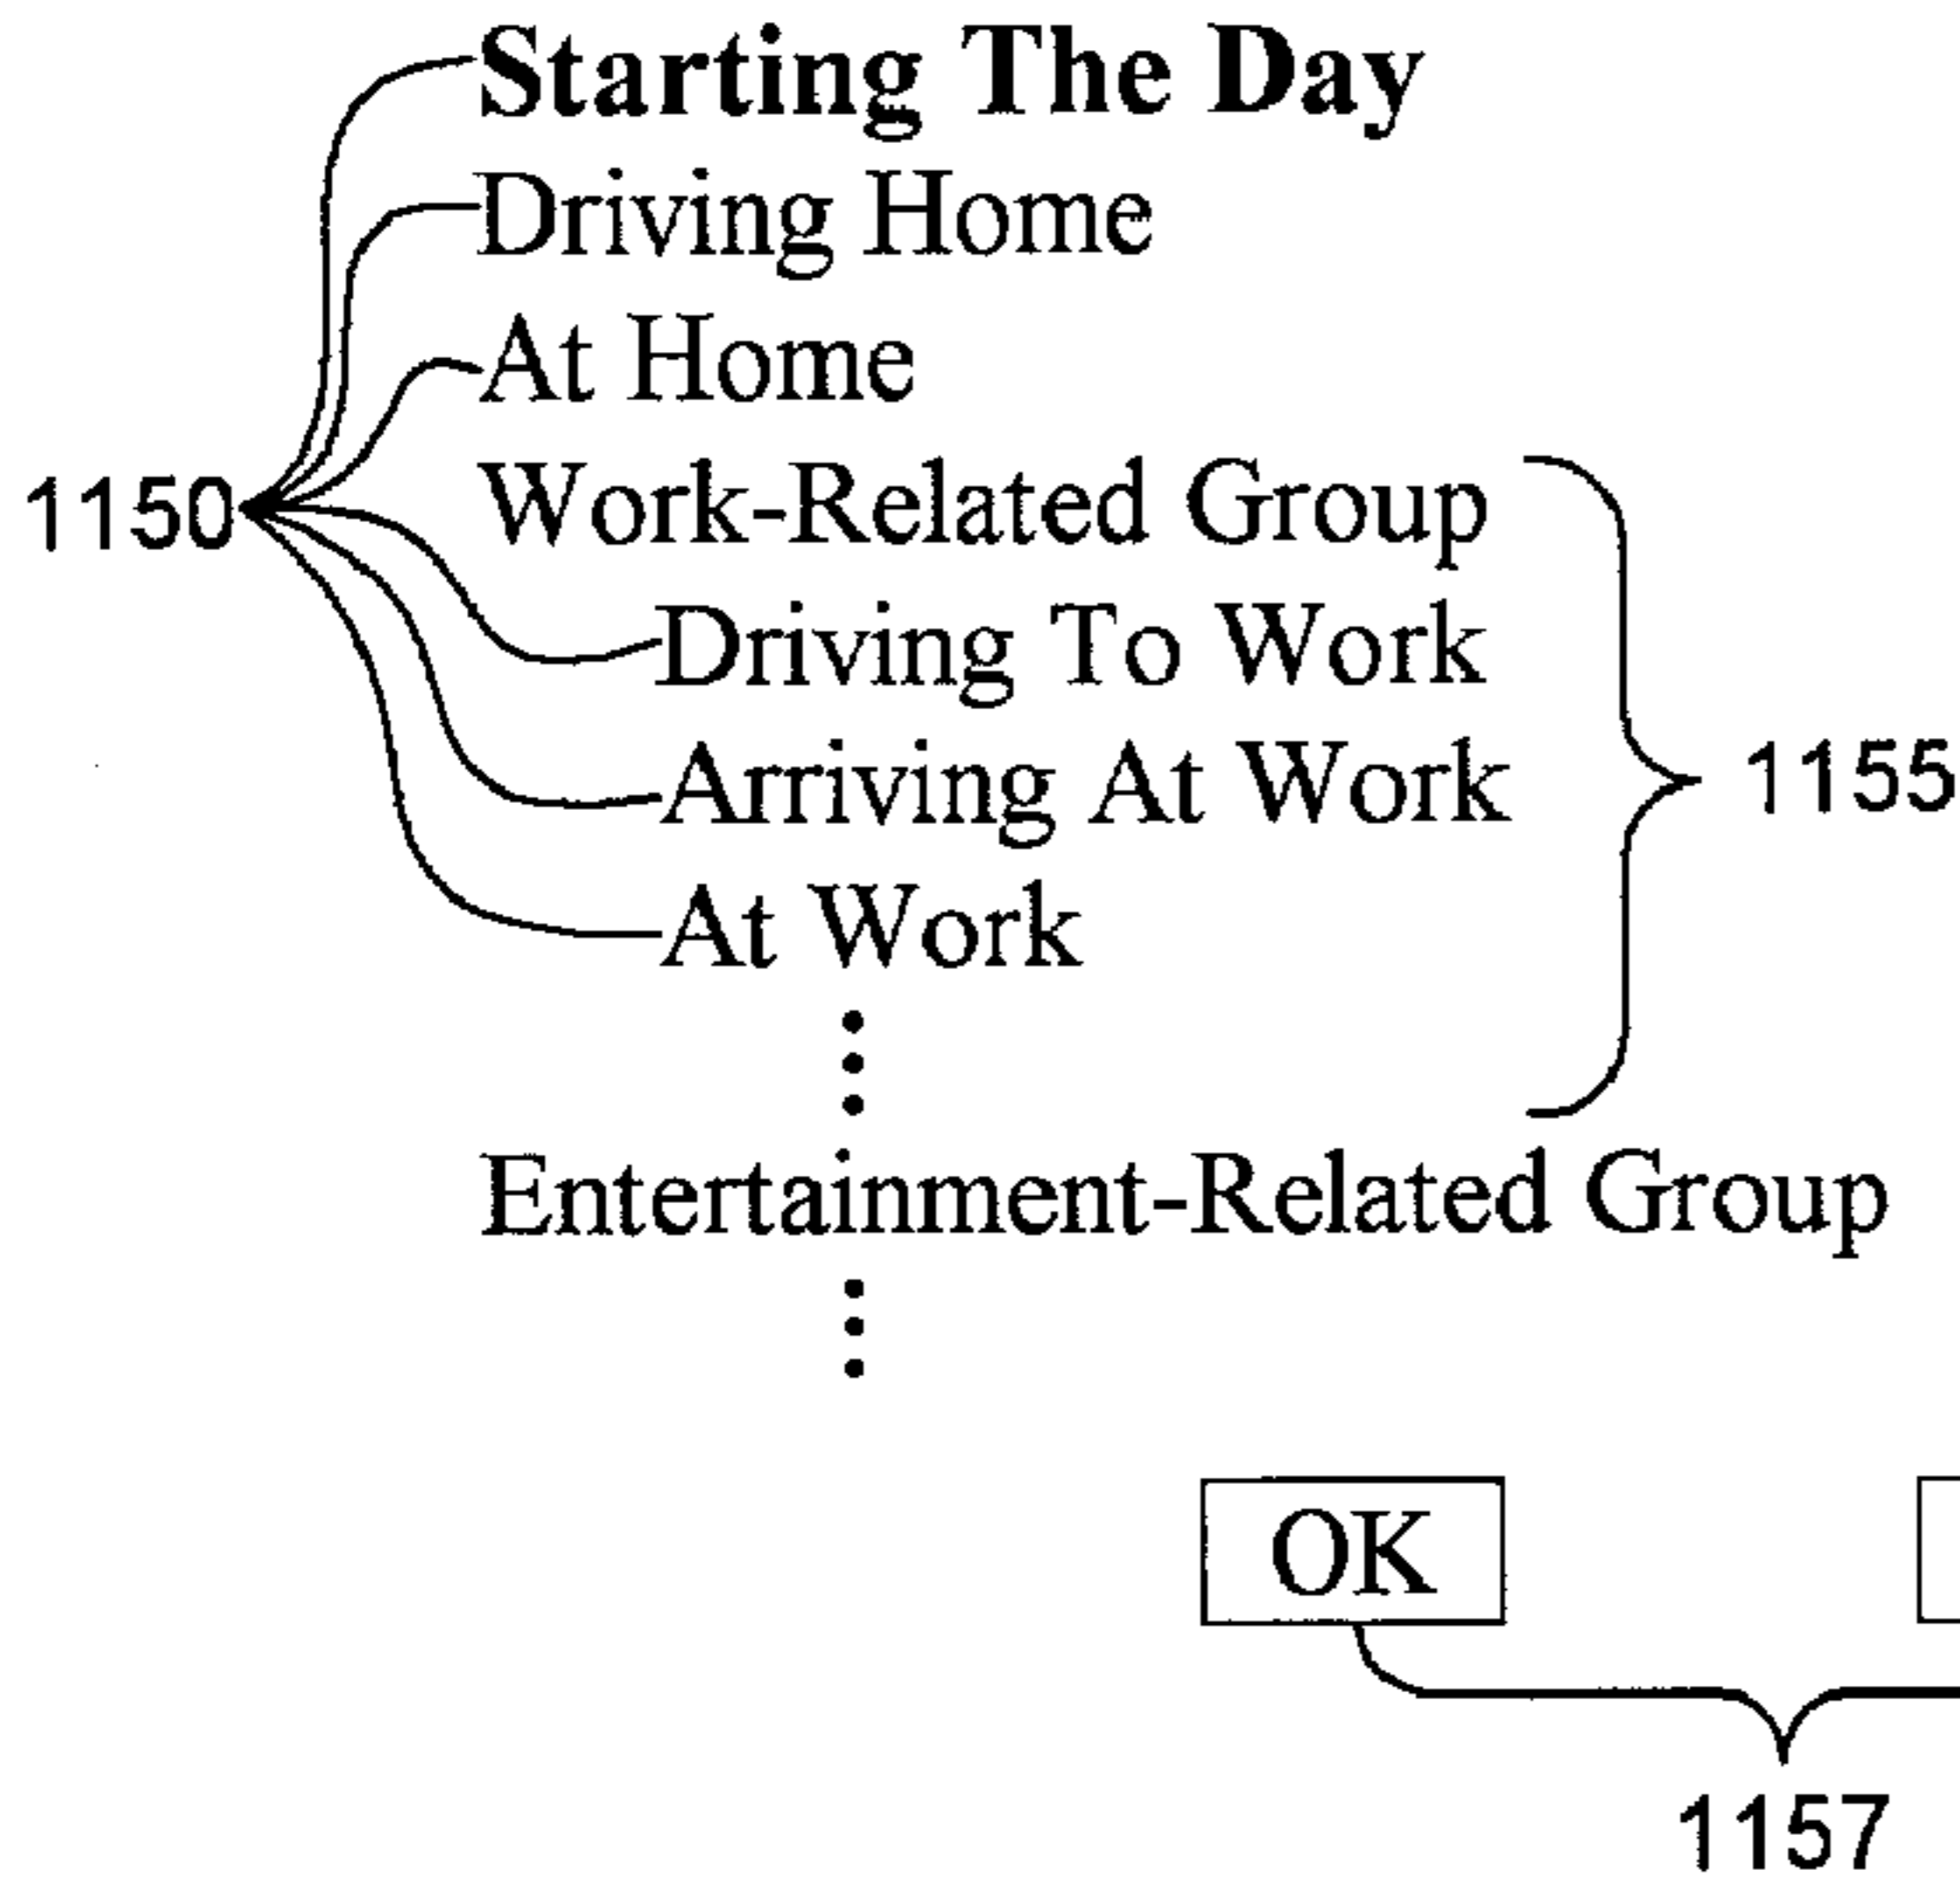 Starting The Day
Driving Home
At Home
1150 Work-Related Group
Driving To Work
Arriving At Work 1155
At Work
Entertainment-Related Group
OK
1157